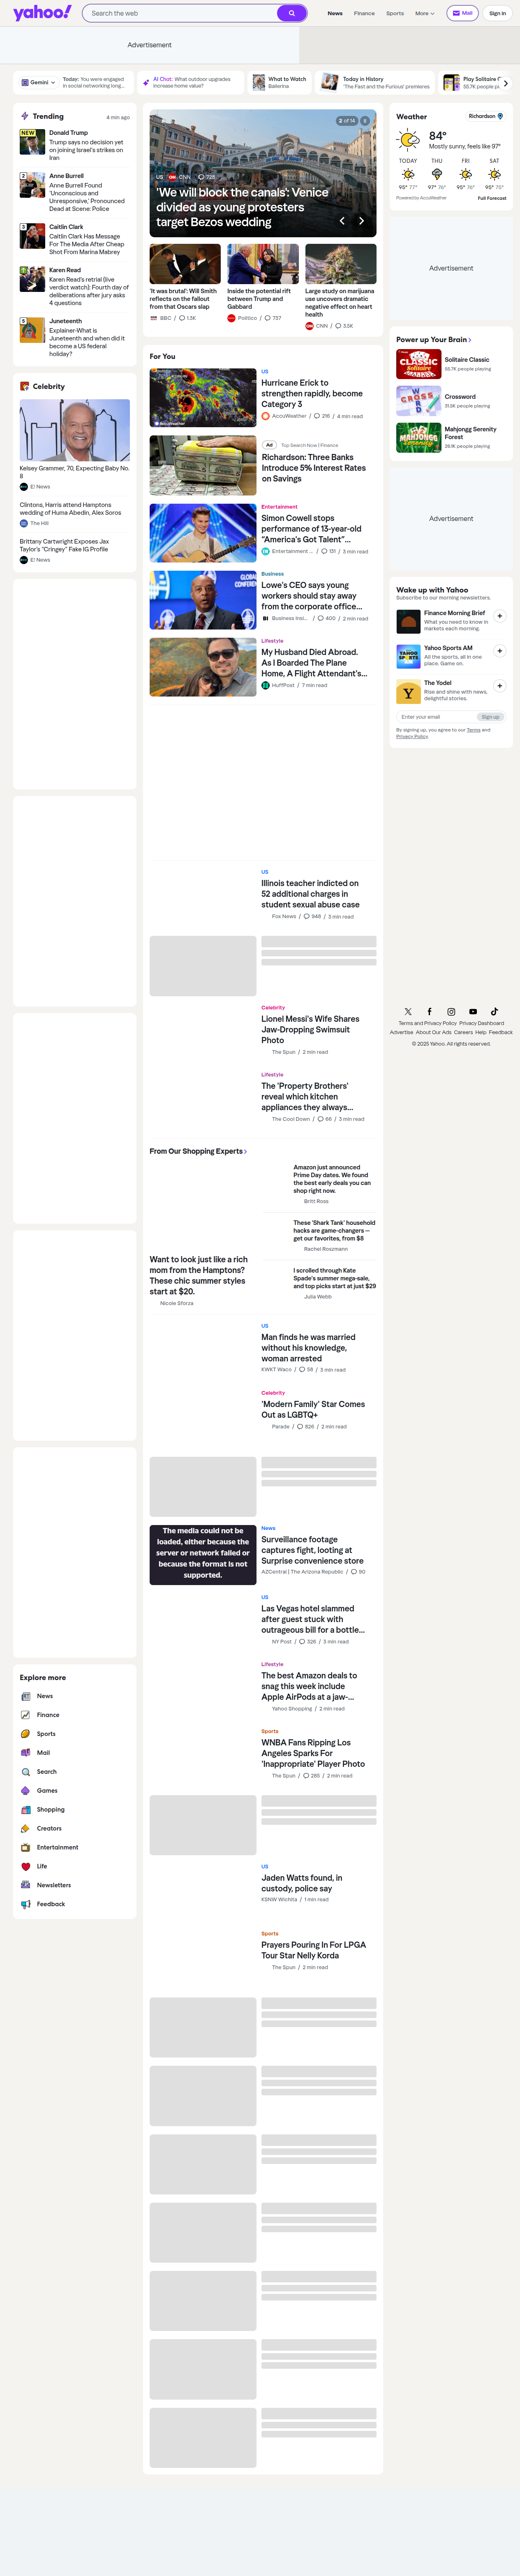 yahoo!
Search the web
News
Finance
Sports
More
Mail
Sign in
Advertisement
Gemini
Today: You were engaged
in social networking long...
AI Chat: What outdoor upgrades
increase home value?
What to Watch
Ballerina
Today in History
'The Fast and the Furious' premieres
Play Solitaire
Trending
4 min ago
NEW
Donald Trump
Trump says no decision yet
on joining Israel's strikes on
Iran
2
Anne Burrell
Anne Burrell Found
'Unconscious and
Unresponsive,' Pronounced
Dead at Scene: Police
3
Caitlin Clark
Caitlin Clark Has Message
For The Media After Cheap
Shot From Marina Mabrey
Karen Read
Karen Read's retrial (live
verdict watch): Fourth day of
deliberations after jury asks
4 questions
5
Juneteenth
Explainer-What is
Juneteenth and when did it
become a US federal
holiday?
Celebrity
Kelsey Grammer, 70, Expecting Baby No.
8
E! News
Clintons, Harris attend Hamptons
wedding of Huma Abedin, Alex Soros
The Hill
Brittany Cartwright Exposes Jax
Taylor's "Cringey" Fake IG Profile
E! News
Explore more
News
Finance
Sports
Mail
Search
Games
Shopping
Creators
Entertainment
Life
Newsletters
Feedback
2 of 14
US
CNN
728
'We will block the canals': Venice
divided as young protesters
target Bezos wedding
'It was brutal': Will Smith
reflects on the fallout
from that Oscars slap
BBC / 1.3K
Inside the potential rift
between Trump and
Gabbard
Politico / 737
Large study on marijuana
use uncovers dramatic
negative effect on heart
health
CNN / 3.5K
For You
AccuWeather
US
Hurricane Erick to
strengthen rapidly, become
Category 3
AccuWeather / 216 / 4 min read
Ad
Top Search Now | Finance
Richardson: Three Banks
Introduce 5% Interest Rates
on Savings
Entertainment
Simon Cowell stops
performance of 13-year-old
"America's Got Talent"...
Entertainment ... / 131 / 3 min read
Business
Lowe's CEO says young
workers should stay away
from the corporate office...
BI Business Insi... / 400 / 2 min read
Lifestyle
My Husband Died Abroad.
As I Boarded The Plane
Home, A Flight Attendant's...
HuffPost / 7 min read
US
Illinois teacher indicted on
52 additional charges in
student sexual abuse case
Fox News / 948 / 3 min read
Celebrity
Lionel Messi's Wife Shares
Jaw-Dropping Swimsuit
Photo
The Spun / 2 min read
Lifestyle
The 'Property Brothers'
reveal which kitchen
appliances they always...
The Cool Down / 66 / 3 min read
From Our Shopping Experts
Want to look just like a rich
mom from the Hamptons?
These chic summer styles
start at $20.
Nicole Sforza
Amazon just announced
Prime Day dates. We found
the best early deals you can
shop right now.
Britt Ross
These 'Shark Tank' household
hacks are game-changers —
get our favorites, from $8
Rachel Roszmann
I scrolled through Kate
Spade's summer mega-sale,
and top picks start at just $29
Julia Webb
US
Man finds he was married
without his knowledge,
woman arrested
KWKT Waco / 38 / 3 min read
Celebrity
'Modern Family' Star Comes
Out as LGBTQ+
Parade / 826 / 2 min read
The media could not be
loaded, either because the
server or network failed or
because the format is not
supported.
News
Surveillance footage
captures fight, looting at
Surprise convenience store
AZCentral | The Arizona Republic / 90
US
Las Vegas hotel slammed
after guest stuck with
outrageous bill for a bottle...
NY Post / 326 / 3 min read
Lifestyle
The best Amazon deals to
snag this week include
Apple AirPods at a jaw-...
Yahoo Shopping / 2 min read
Sports
WNBA Fans Ripping Los
Angeles Sparks For
'Inappropriate' Player Photo
The Spun / 285 / 2 min read
US
Jaden Watts found, in
custody, police say
KSNW Wichita / 1 min read
Sports
Prayers Pouring In For LPGA
Tour Star Nelly Korda
The Spun / 2 min read
Weather
Richardson
84°
Mostly sunny, feels like 97°
TODAY
THU
FRI
SAT
95° 77°
97° 76°
95° 76°
95° 75°
Powered by AccuWeather
Full Forecast
Advertisement
Power up Your Brain
Solitaire Classic
55.7K people playing
Crossword
31.3K people playing
Mahjongg Serenity
Forest
26.1K people playing
Advertisement
Wake up with Yahoo
Subscribe to our morning newsletters.
Finance Morning Brief
What you need to know in
markets each morning.
Yahoo Sports AM
All the sports, all in one
place. Game on.
The Yodel
Rise and shine with news,
delightful stories,
Enter your email
Sign up
By signing up, you agree to our Terms and
Privacy Policy.
Terms and Privacy Policy Privacy Dashboard
Advertise About Our Ads Careers Help Feedback
© 2025 Yahoo. All rights reserved.